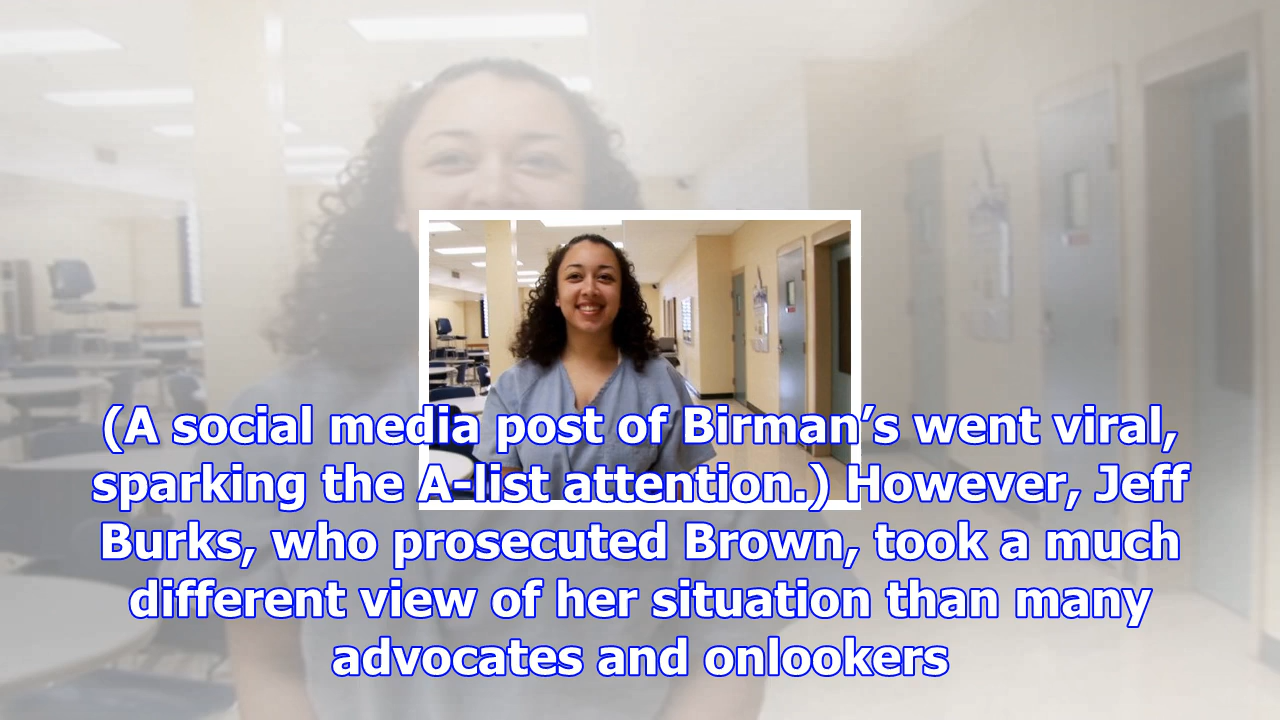 (A social media post of Birman’s went viral,
sparking the A-list attention.) However, Jeff
Burks, who prosecuted Brown, took a much
different view of her situation than many
advocates and onlookers